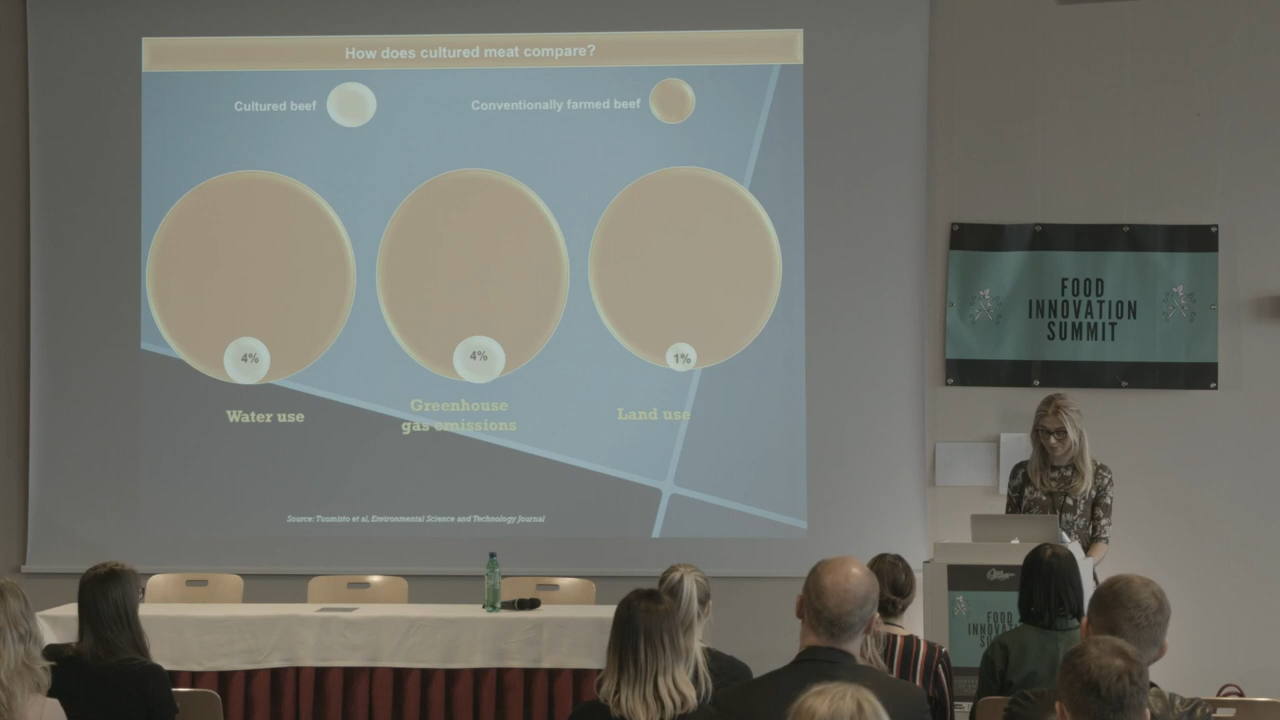 How does cultured meat compare?
Cultured beef
Conventionally farmed beef
4%
4%
1%
Water use
Greenhouse
gas emissions
Land use
Source: Tuomisto et al, Environmental Science and Technology Journal
FOOD
INNOVATION
SUMMIT
FOOD